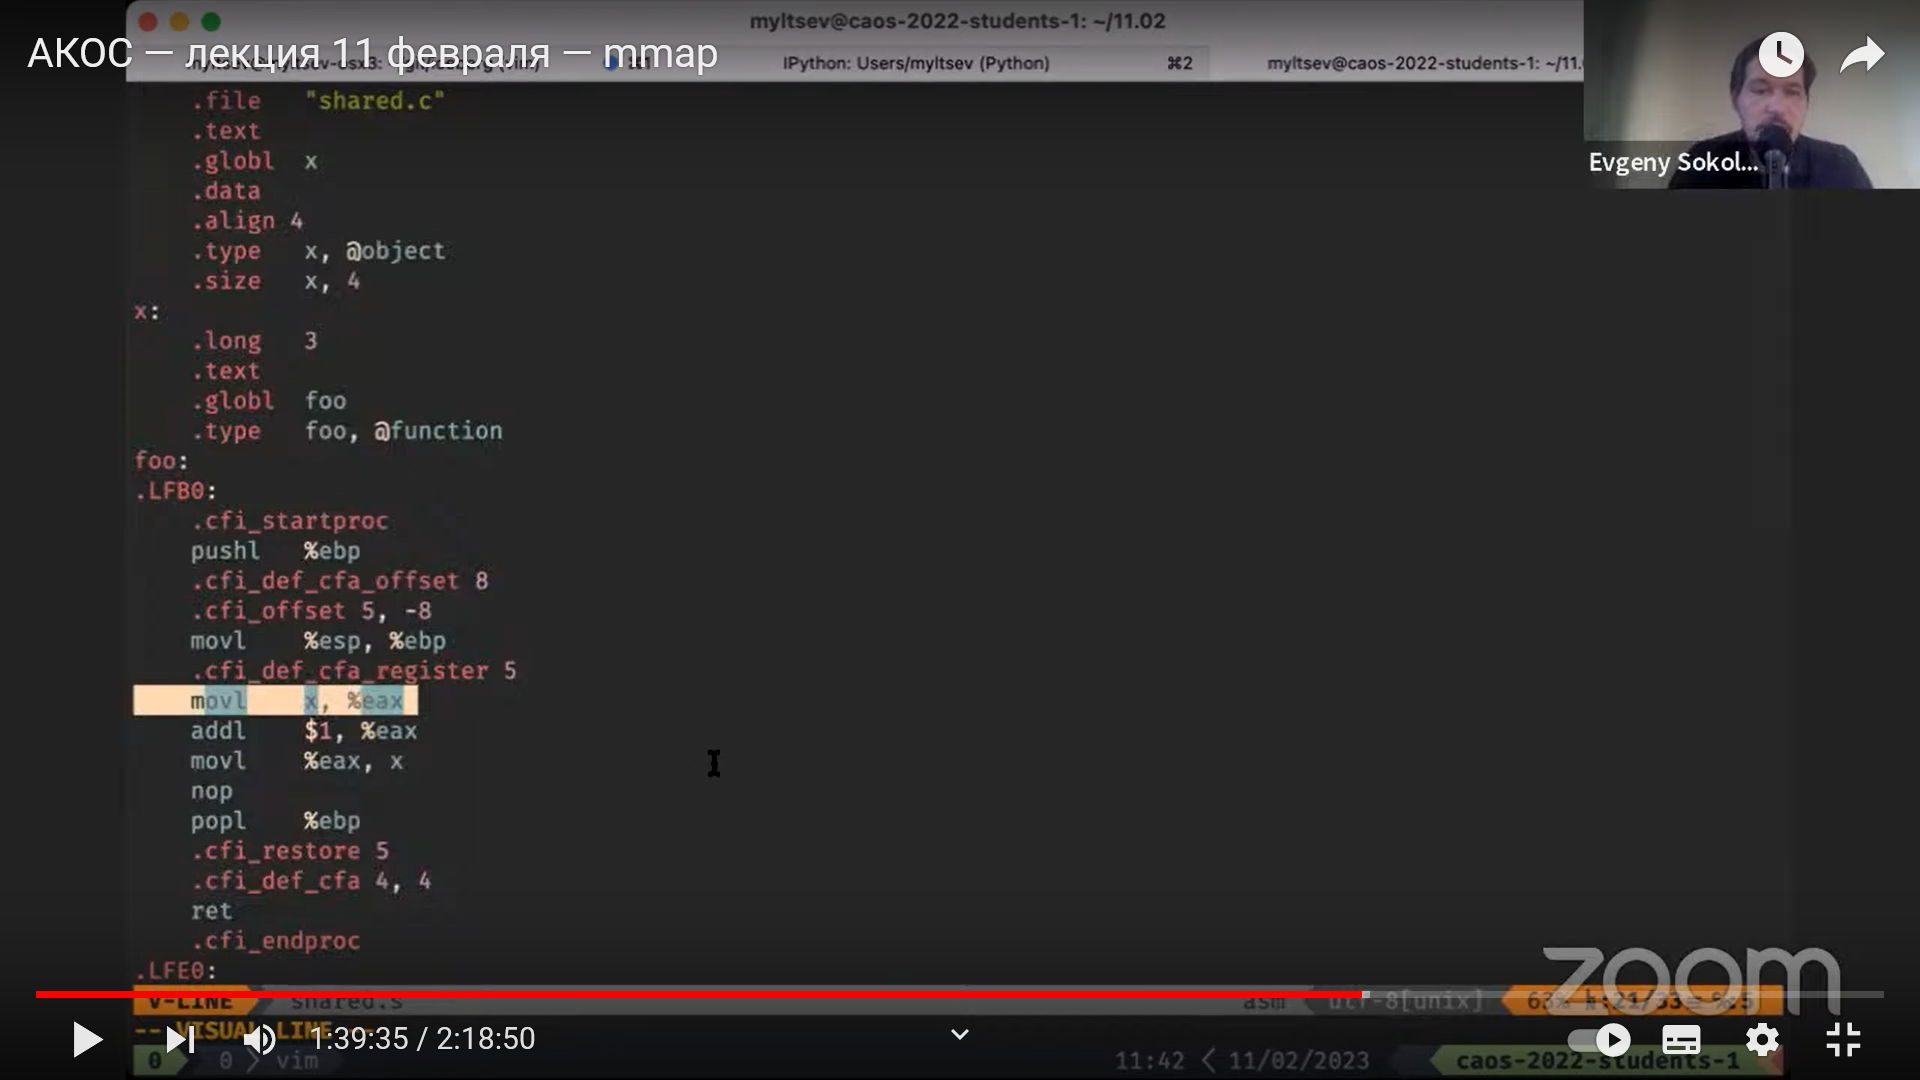 myltsev@caos-2022-students-1: ~/11.02
АКОС — лекция 11 февраля — mmap
IPython: Users/myltsev (Python) ⌘2
myltsev@caos-2022-students-1: ~/11.
Evgeny Sokol...
.file "shared.c"
.text
.globl x
.data
.align 4
.type x, @object
.size x, 4
x:
.long 3
.text
.globl foo
.type foo, @function
foo:
.LFB0:
.cfi_startproc
pushl %ebp
.cfi_def_cfa_offset 8
.cfi_offset 5, -8
movl %esp, %ebp
.cfi_def_cfa_register 5
movl x, %eax
addl $1, %eax
movl %eax, x
nop
popl %ebp
.cfi_restore 5
.cfi_def_cfa 4, 4
ret
.cfi_endproc
.LFE0:
zoom
V-LINE shared.s asm utf-8[unix] 63% :21/33 :5
-- VISUAL LINE --
1:39:35 / 2:18:50
0 0 vim 11:42 11/02/2023 caos-2022-students-1